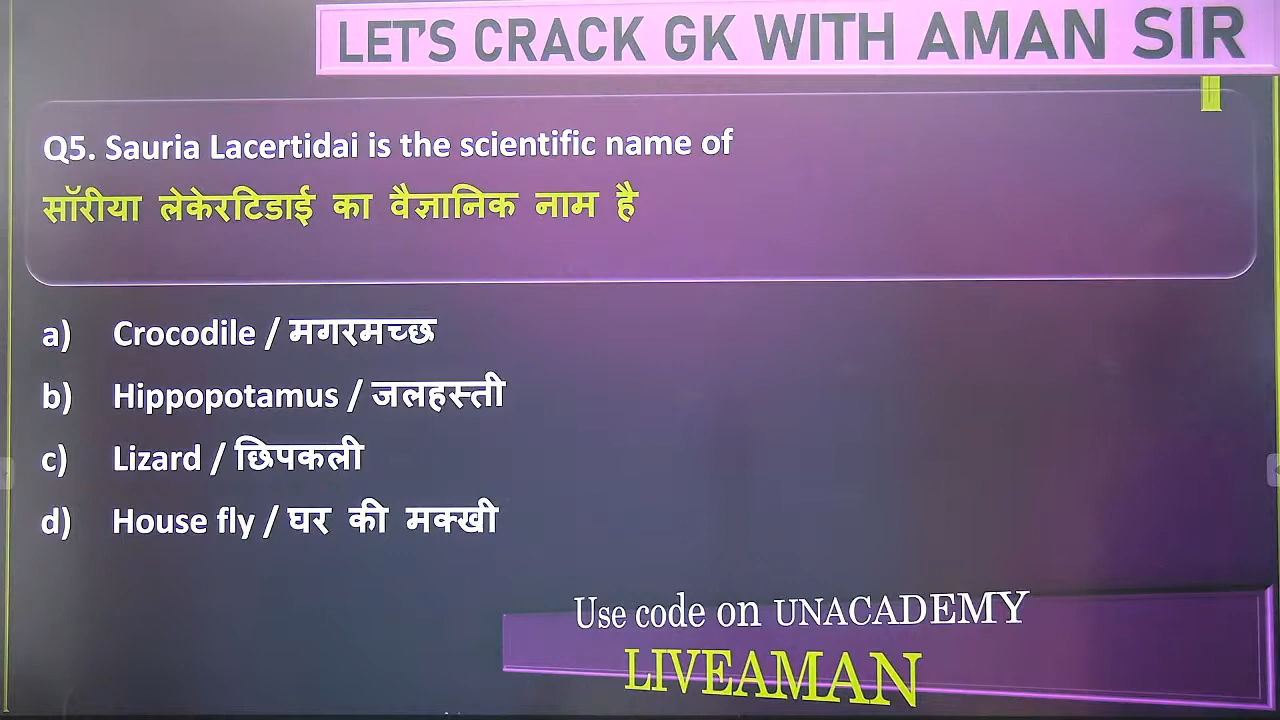 LET'S CRACK GK WITH AMAN SIR
Q5. Sauria Lacertidai is the scientific name of
सॉरीया लेकेरटिडाई का वैज्ञानिक नाम है
a) Crocodile / मगरमच्छ
b) Hippopotamus / जलहस्ती
c) Lizard / छिपकली
d) House fly / घर की मक्खी
Use code on UNACADEMY
LIVEAMAN